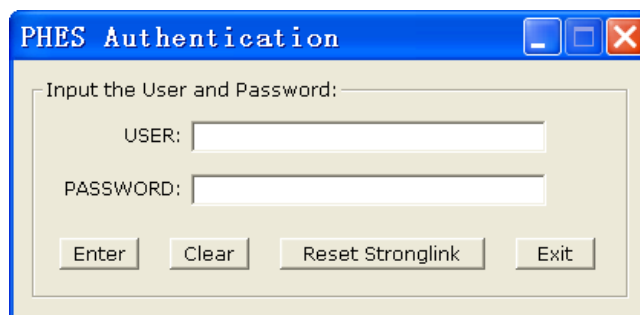 PHES Authentication
Input the User and Password:
USER:
PASSWORD:
Enter Clear Reset Stronglink Exit